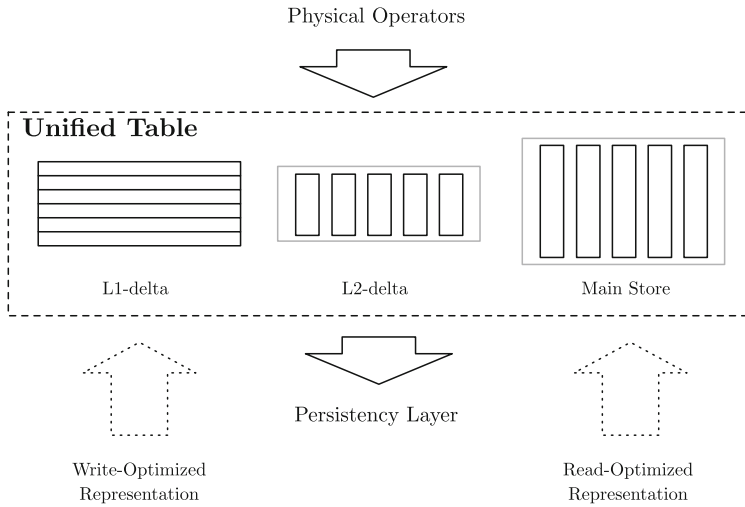 Physical Operators
Unified Table
L1-delta
L2-delta
Main Store
Persistency Layer
Write-Optimized
Representation
Read-Optimized
Representation